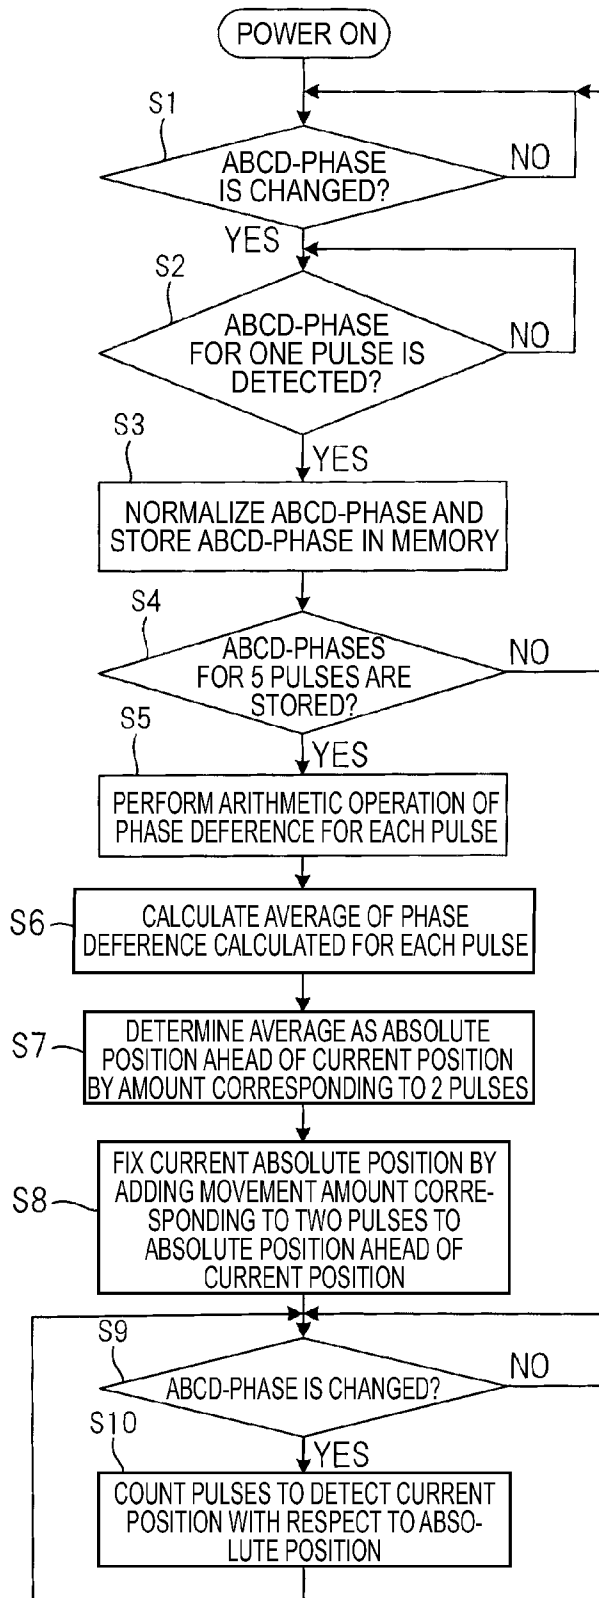 POWER ON
S1
ABCD-PHASE
IS CHANGED?
NO
YES
S2
ABCD-PHASE
FOR ONE PULSE IS
DETECTED?
NO
YES
S3
NORMALIZE ABCD-PHASE AND
STORE ABCD-PHASE IN MEMORY
S4
ABCD-PHASES
FOR 5 PULSES ARE
STORED?
NO
YES
S5
PERFORM ARITHMETIC OPERATION OF
PHASE DEFERENCE FOR EACH PULSE
S6
CALCULATE AVERAGE OF PHASE
DEFERENCE CALCULATED FOR EACH PULSE
S7
DETERMINE AVERAGE AS ABSOLUTE
POSITION AHEAD OF CURRENT POSITION
BY AMOUNT CORRESPONDING TO 2 PULSES
S8
FIX CURRENT ABSOLUTE POSITION BY
ADDING MOVEMENT AMOUNT CORRE-
SPONDING TO TWO PULSES TO
ABSOLUTE POSITION AHEAD OF
CURRENT POSITION
S9
ABCD-PHASE IS CHANGED?
NO
YES
S10
COUNT PULSES TO DETECT CURRENT
POSITION WITH RESPECT TO ABSO-
LUTE POSITION